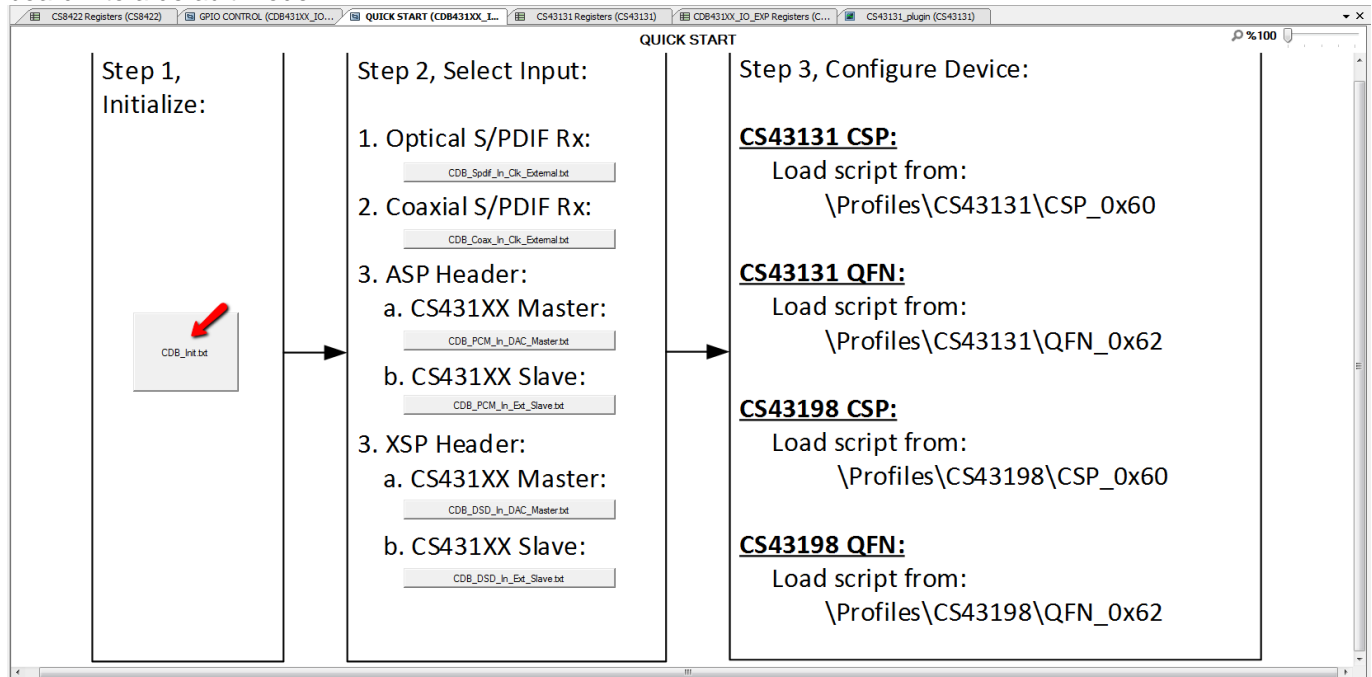 CS8422 Registers (CS8422)
GPIO CONTROL (CDB431XX_IO...
QUICK START (CDB431XX_I...
CS43131 Registers (CS43131)
CDB431XX_IO_EXP Registers (C...
CS43131_plugin (CS43131)
QUICK START
%100
Step 1,
Initialize:
CDB_Init.txt
Step 2, Select Input:
1. Optical S/PDIF Rx:
CDB_Spdif_In_Clk_External.txt
2. Coaxial S/PDIF Rx:
CDB_Coax_In_Clk_External.txt
3. ASP Header:
a. CS431XX Master:
CDB_PCM_In_DAC_Master.txt
b. CS431XX Slave:
CDB_PCM_In_Ext_Slave.txt
3. XSP Header:
a. CS431XX Master:
CDB_DSD_In_DAC_Master.txt
b. CS431XX Slave:
CDB_DSD_In_Ext_Slave.txt
Step 3, Configure Device:
CS43131 CSP:
Load script from:
\Profiles\CS43131\CSP_0x60
CS43131 QFN:
Load script from:
\Profiles\CS43131\QFN_0x62
CS43198 CSP:
Load script from:
\Profiles\CS43198\CSP_0x60
CS43198 QFN:
Load script from:
\Profiles\CS43198\QFN_0x62